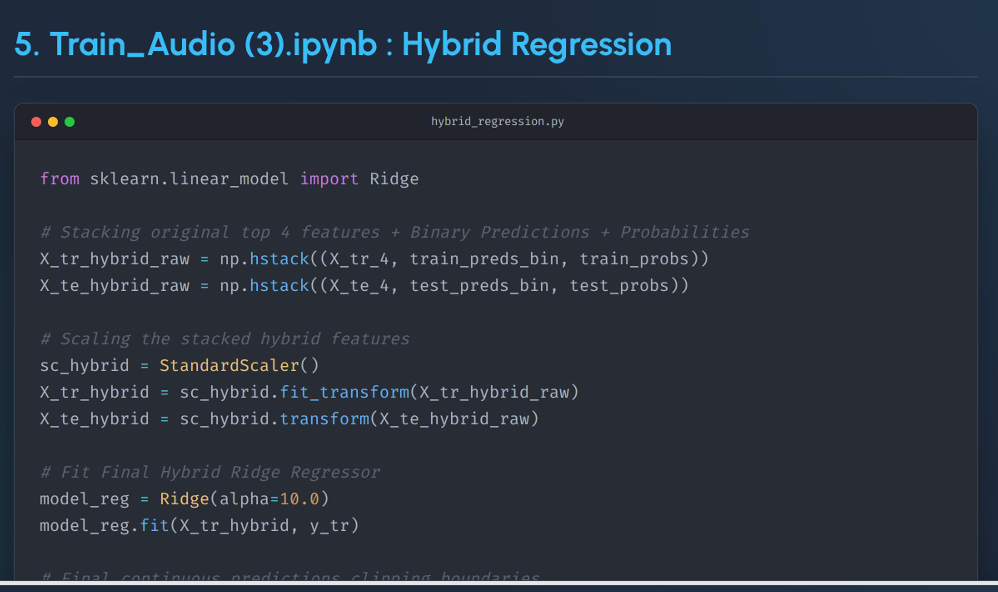 5. Train_Audio (3).ipynb : Hybrid Regression
hybrid_regression.py
from sklearn.linear_model import Ridge
# Stacking original top 4 features + Binary Predictions + Probabilities
X_tr_hybrid_raw = np.hstack((X_tr_4, train_preds_bin, train_probs))
X_te_hybrid_raw = np.hstack((X_te_4, test_preds_bin, test_probs))
# Scaling the stacked hybrid features
sc_hybrid = StandardScaler()
X_tr_hybrid = sc_hybrid.fit_transform(X_tr_hybrid_raw)
X_te_hybrid = sc_hybrid.transform(X_te_hybrid_raw)
# Fit Final Hybrid Ridge Regressor
model_reg = Ridge(alpha=10.0)
model_reg.fit(X_tr_hybrid, y_tr)
# Final continuous predictions clipping boundaries